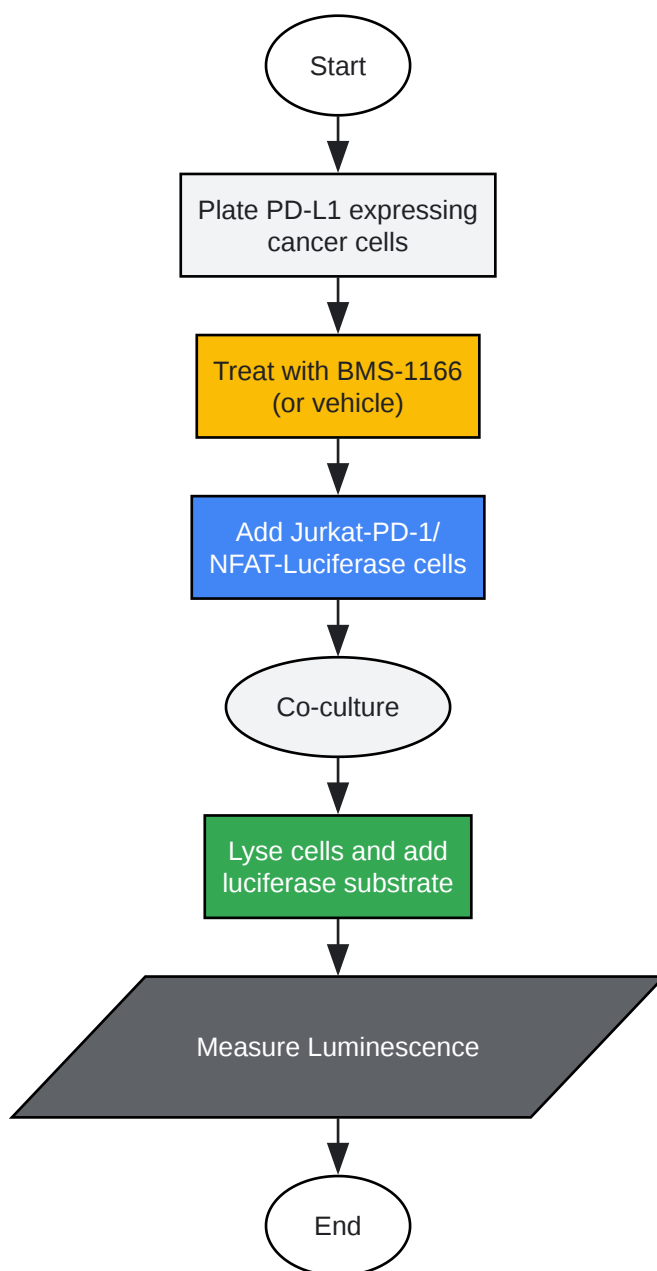 Start
Plate PD-L1 expressing
cancer cells
Treat with BMS-1166
(or vehicle)
Add Jurkat-PD-1/
NFAT-Luciferase cells
Co-culture
Lyse cells and add
luciferase substrate
Measure Luminescence
End